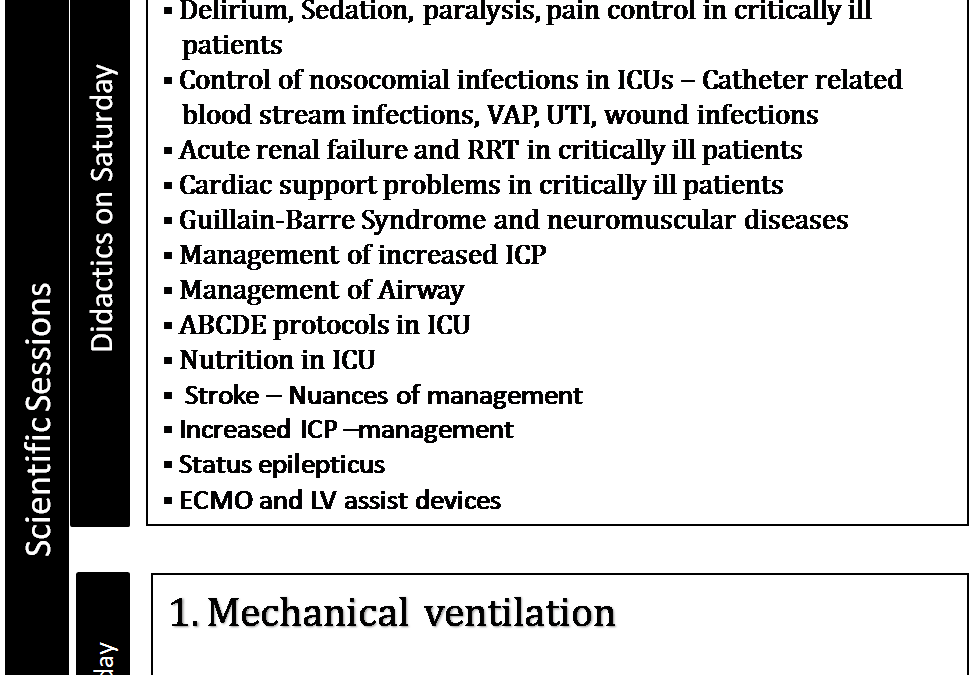 Scientific Sessions
Didactics on Saturday
▪ Delirium, Sedation, paralysis, pain control in critically ill
patients
▪ Control of nosocomial infections in ICUs – Catheter related
blood stream infections, VAP, UTI, wound infections
▪ Acute renal failure and RRT in critically ill patients
▪ Cardiac support problems in critically ill patients
▪ Guillain-Barre Syndrome and neuromuscular diseases
▪ Management of increased ICP
▪ Management of Airway
▪ ABCDE protocols in ICU
▪ Nutrition in ICU
▪ Stroke – Nuances of management
▪ Increased ICP –management
▪ Status epilepticus
▪ ECMO and LV assist devices
day
1. Mechanical ventilation